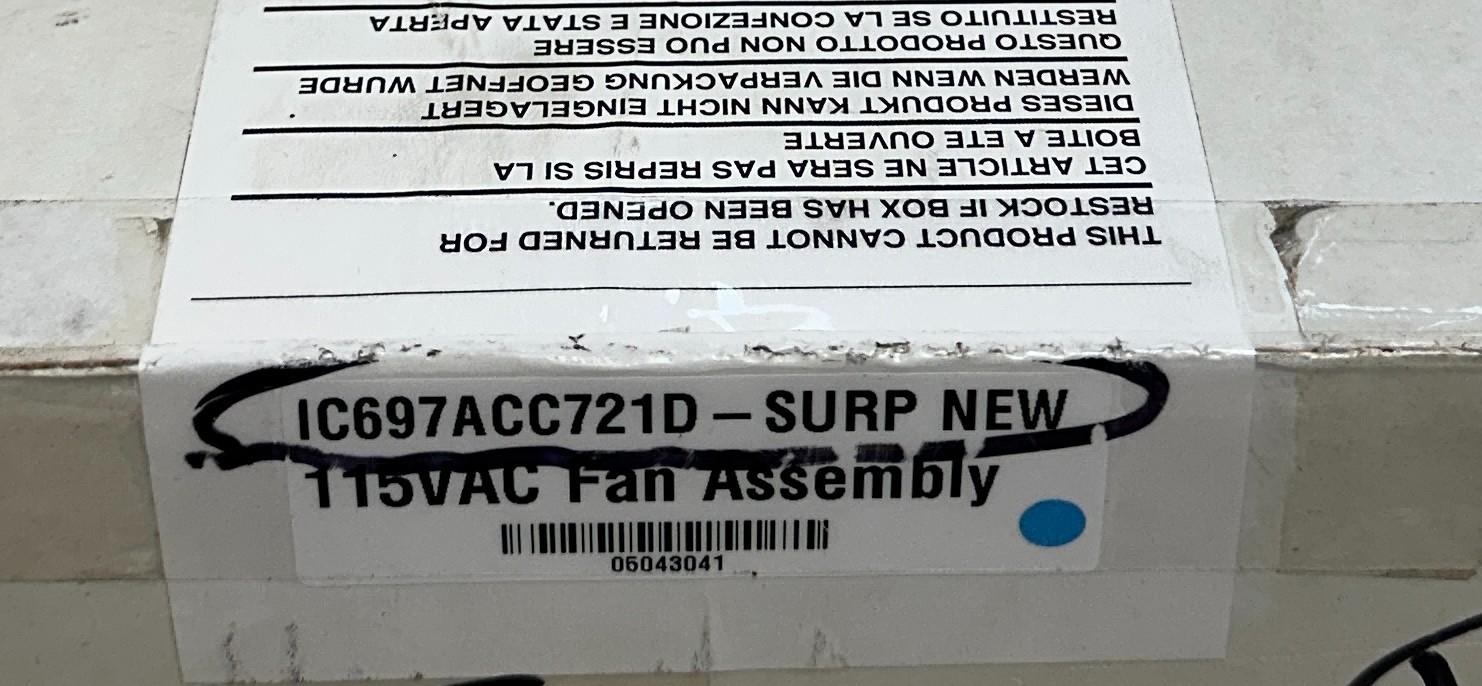 THIS PRODUCT CANNOT BE RETURNED FOR
RESTOCK IF BOX HAS BEEN OPENED.
CET ARTICLE NE SERA PAS REPRIS SI LA
BOITE A ETE OUVERTE
DIESES PRODUKT KANN NICHT EINGELAGERT
WERDEN WENN DIE VERPACKUNG GEOFFNET WURDE
QUESTO PRODOTTO NON PUO ESSERE
RESTITUITO SE LA CONFEZIONE E STATA APERTA
IC697ACC721D – SURP NEW
115VAC Fan Assembly
05043041